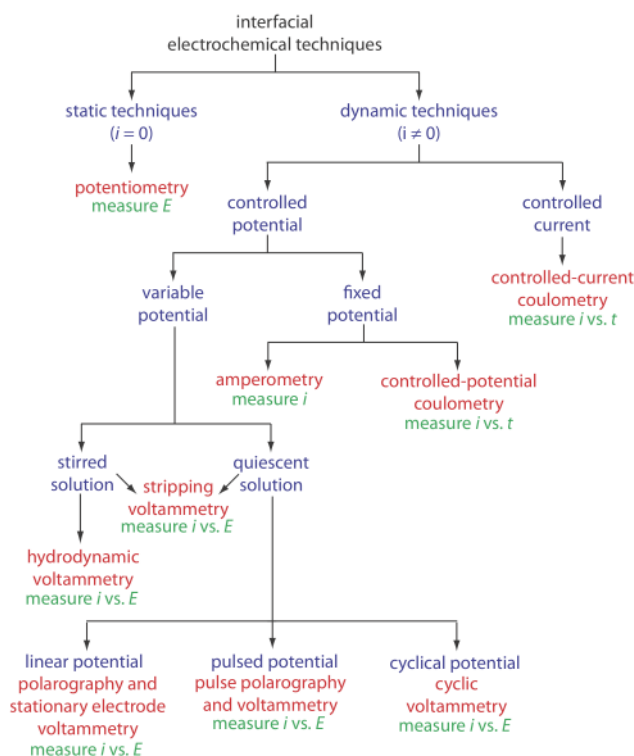 interfacial
electrochemical techniques
static techniques
(i = 0)
dynamic techniques
(i ≠ 0)
potentiometry
measure E
controlled
potential
controlled
current
controlled-current
coulometry
measure i vs. t
variable
potential
fixed
potential
amperometry
measure i
controlled-potential
coulometry
measure i vs. t
stirred
solution
quiescent
solution
stripping
voltammetry
measure i vs. E
hydrodynamic
voltammetry
measure i vs. E
linear potential
polarography and
stationary electrode
voltammetry
measure i vs. E
pulsed potential
pulse polarography
and voltammetry
measure i vs. E
cyclical potential
cyclic
voltammetry
measure i vs. E